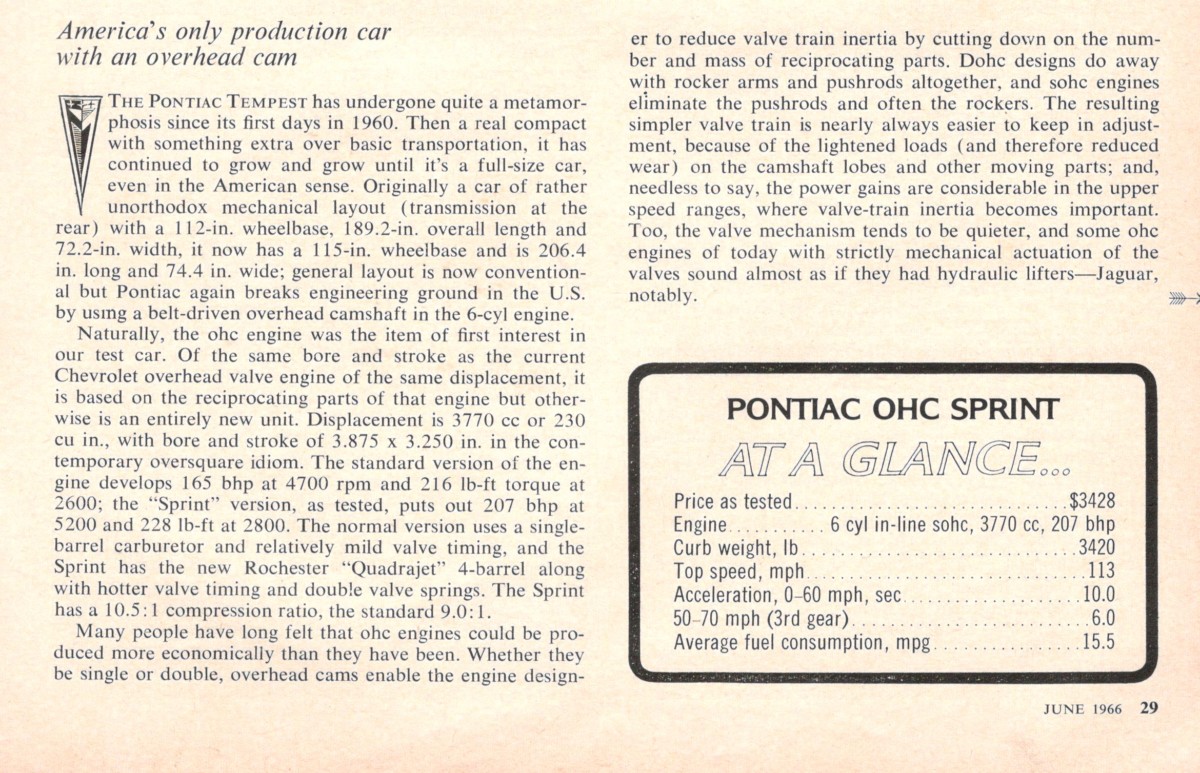 America's only production car
with an overhead cam
THE PONTIAC TEMPEST has undergone quite a metamor-
phosis since its first days in 1960. Then a real compact
with something extra over basic transportation, it has
continued to grow and grow until it's a full-size car,
even in the American sense. Originally a car of rather
unorthodox mechanical layout (transmission at the
rear) with a 112-in. wheelbase, 189.2-in. overall length and
72.2-in. width, it now has a 115-in. wheelbase and is 206.4
in. long and 74.4 in. wide; general layout is now convention-
al but Pontiac again breaks engineering ground in the U.S.
by using a belt-driven overhead camshaft in the 6-cyl engine.
Naturally, the ohc engine was the item of first interest in
our test car. Of the same bore and stroke as the current
Chevrolet overhead valve engine of the same displacement, it
is based on the reciprocating parts of that engine but other-
wise is an entirely new unit. Displacement is 3770 cc or 230
cu in., with bore and stroke of 3.875 x 3.250 in. in the con-
temporary oversquare idiom. The standard version of the en-
gine develops 165 bhp at 4700 rpm and 216 lb-ft torque at
2600; the "Sprint" version, as tested, puts out 207 bhp at
5200 and 228 lb-ft at 2800. The normal version uses a single-
barrel carburetor and relatively mild valve timing, and the
Sprint has the new Rochester "Quadrajet" 4-barrel along
with hotter valve timing and double valve springs. The Sprint
has a 10.5:1 compression ratio, the standard 9.0:1.
Many people have long felt that ohc engines could be pro-
duced more economically than they have been. Whether they
be single or double, overhead cams enable the engine design-
er to reduce valve train inertia by cutting down on the num-
ber and mass of reciprocating parts. Dohc designs do away
with rocker arms and pushrods altogether, and sohc engines
eliminate the pushrods and often the rockers. The resulting
simpler valve train is nearly always easier to keep in adjust-
ment, because of the lightened loads (and therefore reduced
wear) on the camshaft lobes and other moving parts; and,
needless to say, the power gains are considerable in the upper
speed ranges, where valve-train inertia becomes important.
Too, the valve mechanism tends to be quieter, and some ohc
engines of today with strictly mechanical actuation of the
valves sound almost as if they had hydraulic lifters—Jaguar,
notably.
PONTIAC OHC SPRINT
AT A GLANCE...
Price as tested....................$3428
Engine........... 6 cyl in-line sohc, 3770 cc, 207 bhp
Curb weight, lb....................3420
Top speed, mph....................113
Acceleration, 0–60 mph, sec....................10.0
50–70 mph (3rd gear)....................6.0
Average fuel consumption, mpg....................15.5
JUNE 1966 29